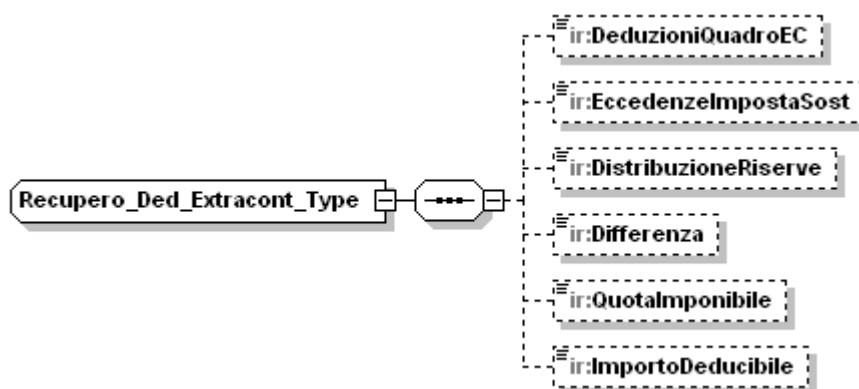 ir:DeduzioniQuadroEC
ir:EccedenzeImpostaSost
ir:DistribuzioneRiserve
Recupero_Ded_Extracont_Type
ir:Differenza
ir:QuotaImponibile
ir:ImportoDeducibile